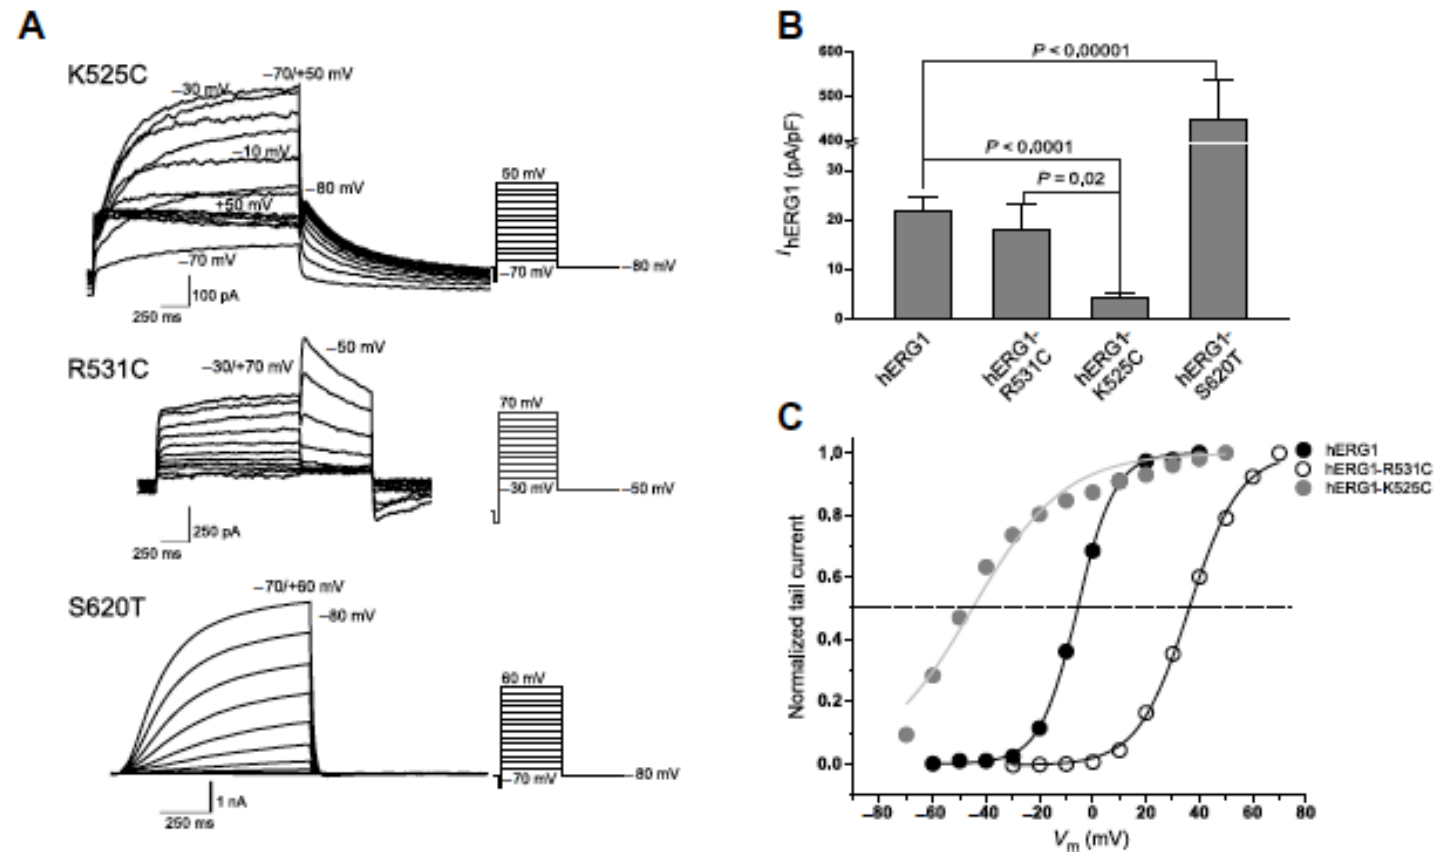 A
K525C
−70/+50 mV
−30 mV
−10 mV
−80 mV
+50 mV
−70 mV
100 pA
250 ms
50 mV
−70 mV
−80 mV
R531C
−50 mV
−30/+70 mV
250 pA
250 ms
70 mV
−30 mV
−50 mV
S620T
−70/+60 mV
−80 mV
1 nA
250 ms
60 mV
−70 mV
−80 mV
B
600
500
400
30
20
10
0
IhERG1 (pA/pF)
P < 0,00001
P < 0,0001
P = 0,02
hERG1
hERG1-
R531C
hERG1-
K525C
hERG1-
S620T
C
1,0
0.8
0.6
0.4
0.2
0.0
Normalized tail current
hERG1
hERG1-R531C
hERG1-K525C
−80 −60 −40 −20 0 20 40 60 80
Vm (mV)